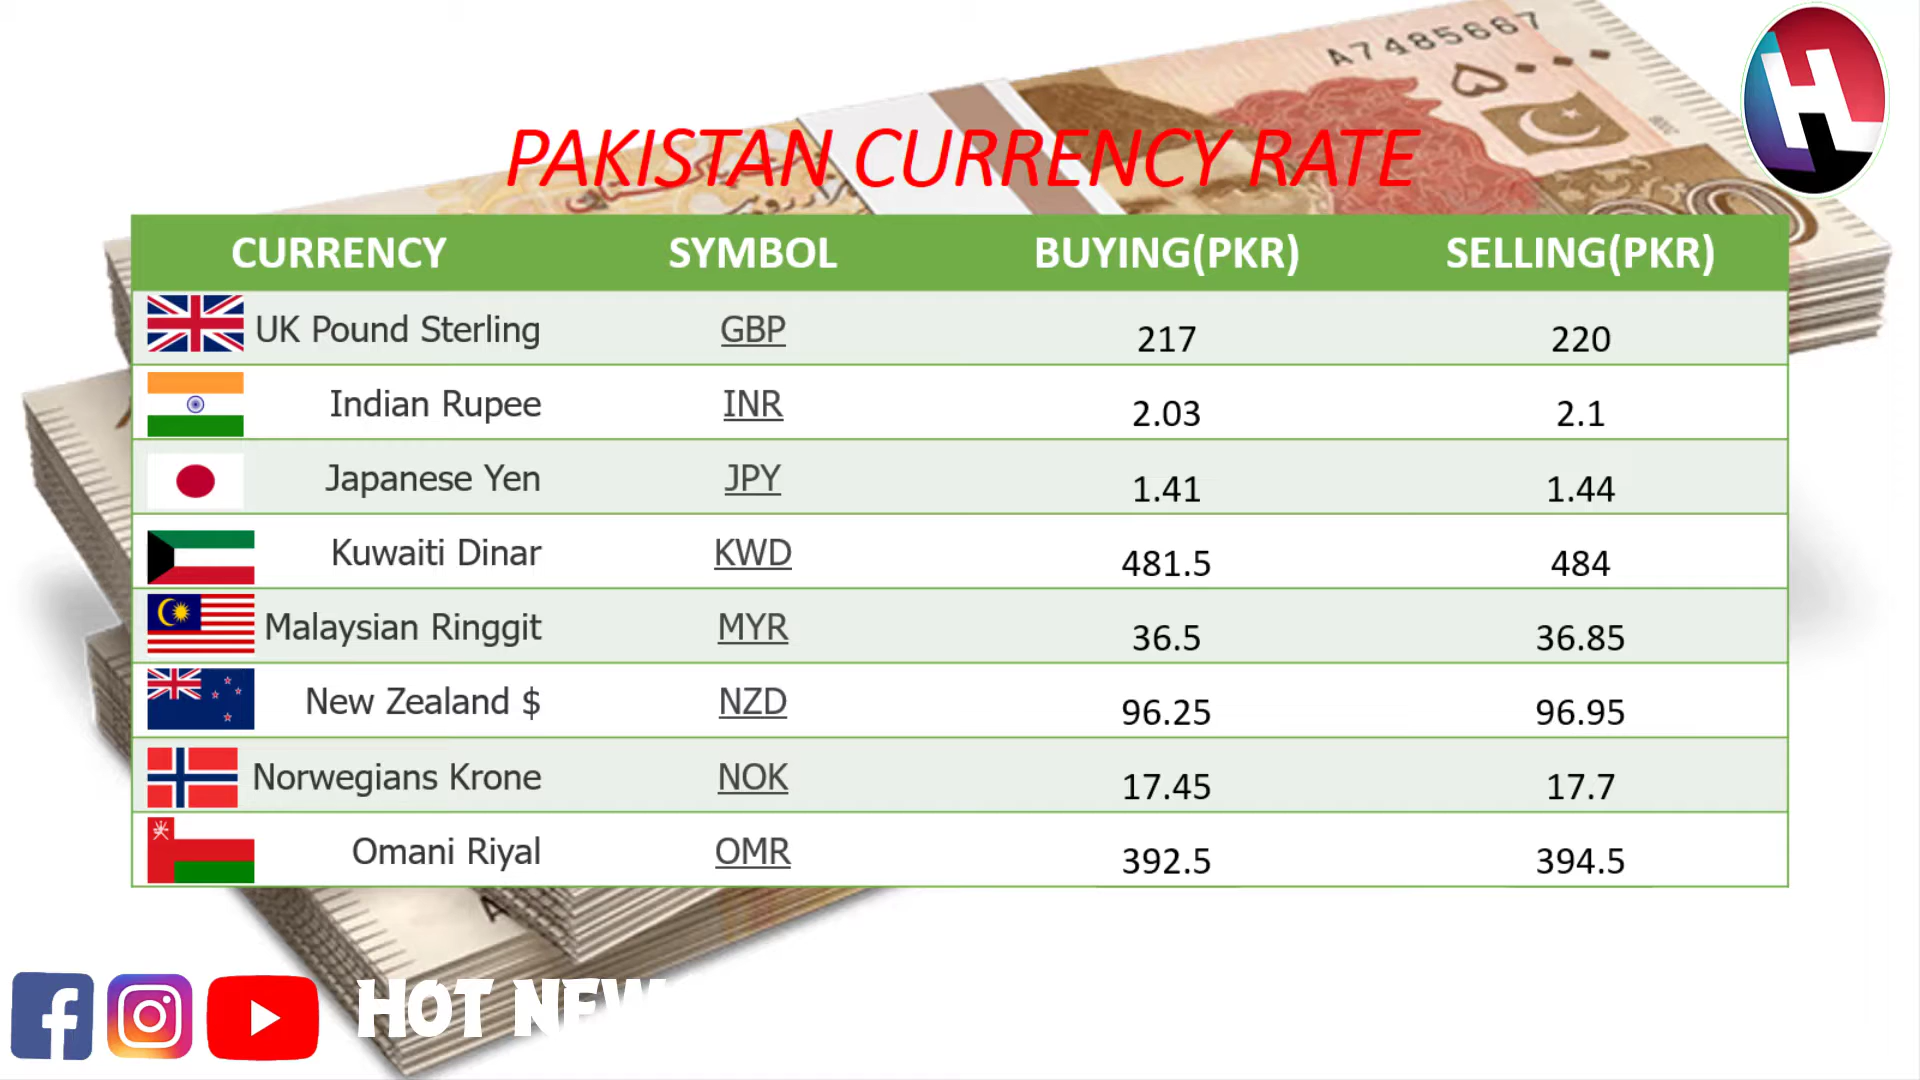 A7485667
۵۰۰۰
PAKISTAN CURRENCY RATE
H
CURRENCY SYMBOL BUYING(PKR) SELLING(PKR)
UK Pound Sterling GBP 217 220
Indian Rupee INR 2.03 2.1
Japanese Yen JPY 1.41 1.44
Kuwaiti Dinar KWD 481.5 484
Malaysian Ringgit MYR 36.5 36.85
New Zealand $ NZD 96.25 96.95
Norwegians Krone NOK 17.45 17.7
Omani Riyal OMR 392.5 394.5
HOT NEW